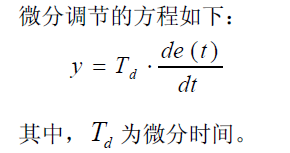 微分调节的方程如下：
y = T_d · de (t) / dt
其中，T_d 为微分时间。